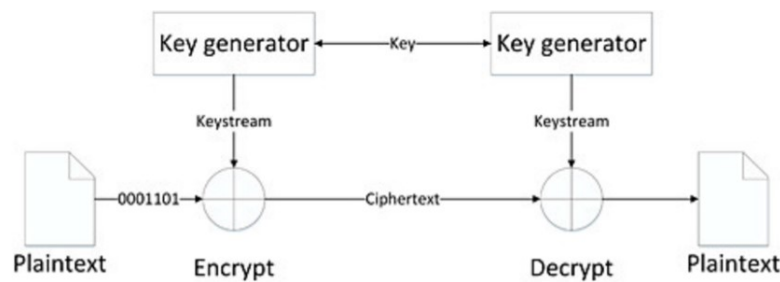 Key generator
Key
Key generator
Keystream
Keystream
0001101
Ciphertext
Plaintext
Encrypt
Decrypt
Plaintext